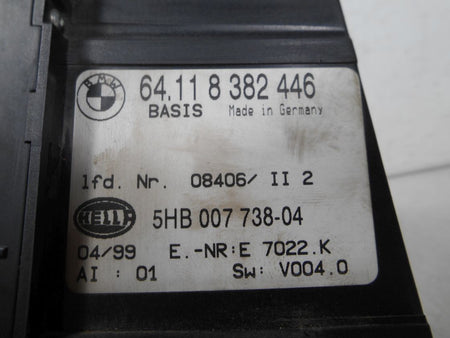 BMW
64.11 8 382 446
BASIS Made in Germany
lfd. Nr. 08406/ II 2
HELLA 5HB 007 738-04
04/99 E.-NR:E 7022.K
AI : 01 SW: V004.0